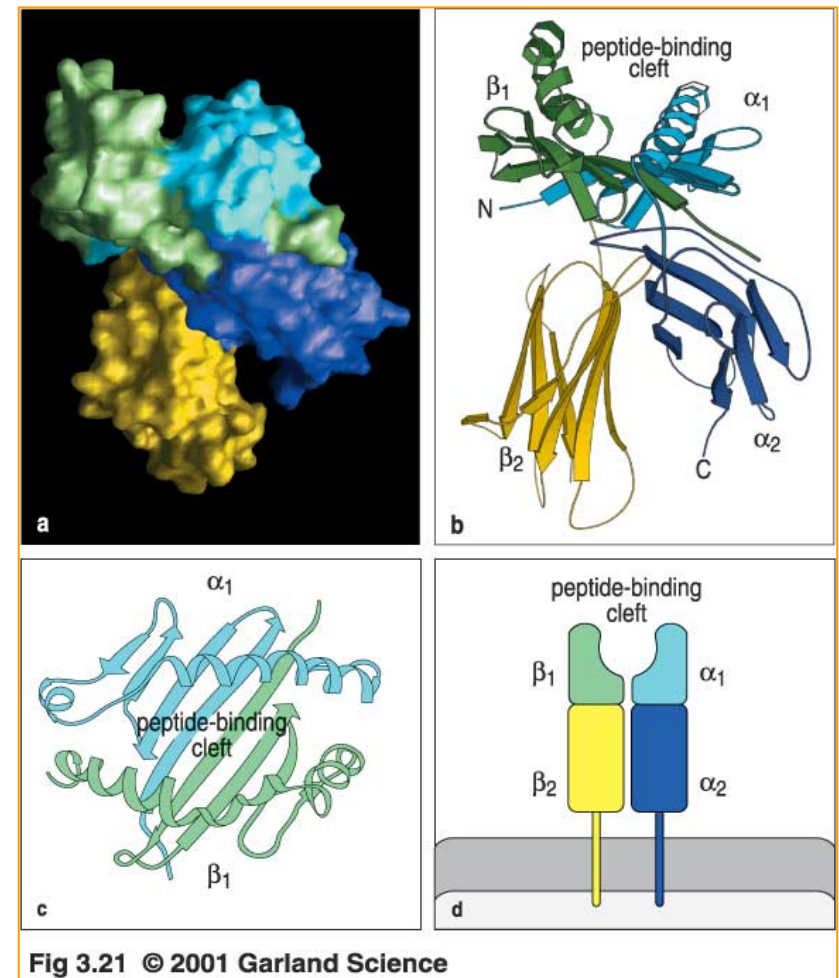 a
peptide-binding
cleft
β1
α1
N
β2
α2
C
b
α1
peptide-binding
cleft
β1
c
peptide-binding
cleft
β1
α1
β2
α2
d
Fig 3.21 © 2001 Garland Science